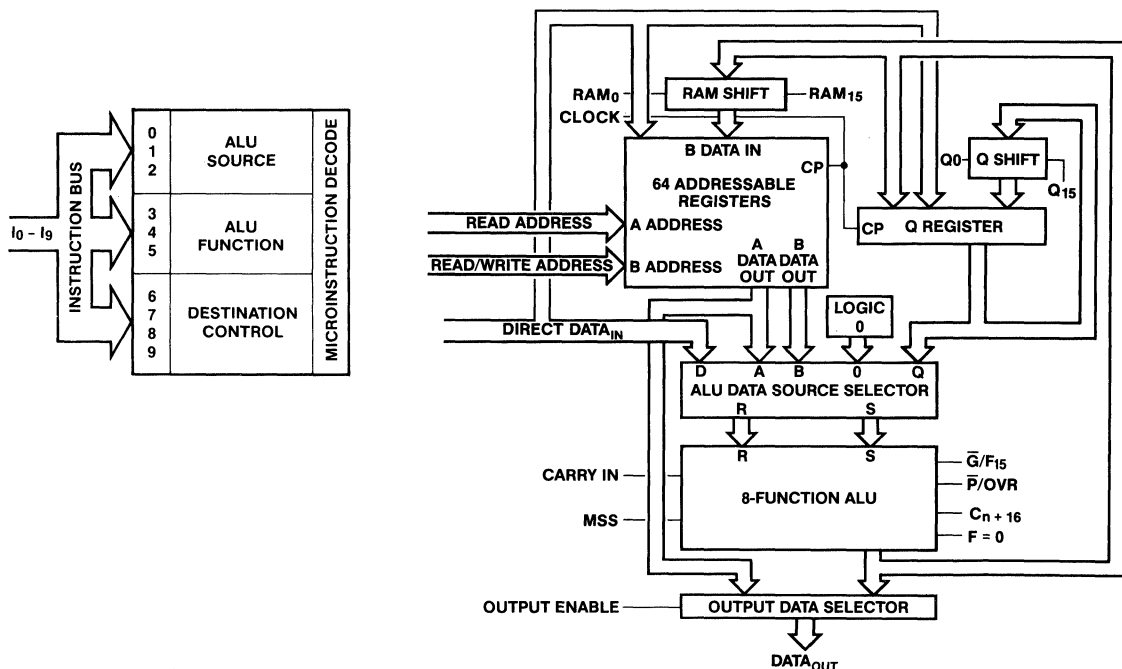 I0 – I9
INSTRUCTION BUS
0
1
2
ALU
SOURCE
3
4
5
ALU
FUNCTION
6
7
8
9
DESTINATION
CONTROL
MICROINSTRUCTION DECODE
RAM0
RAM SHIFT
RAM15
CLOCK
B DATA IN
CP
64 ADDRESSABLE
REGISTERS
READ ADDRESS
A ADDRESS
READ/WRITE ADDRESS
B ADDRESS
A
DATA
OUT
B
DATA
OUT
Q0
Q SHIFT
Q15
CP
Q REGISTER
LOGIC
0
DIRECT DATAIN
D A B 0 Q
ALU DATA SOURCE SELECTOR
R S
R S
8-FUNCTION ALU
CARRY IN
MSS
G̅/F15
P̅/OVR
Cn + 16
F = 0
OUTPUT ENABLE
OUTPUT DATA SELECTOR
DATAOUT